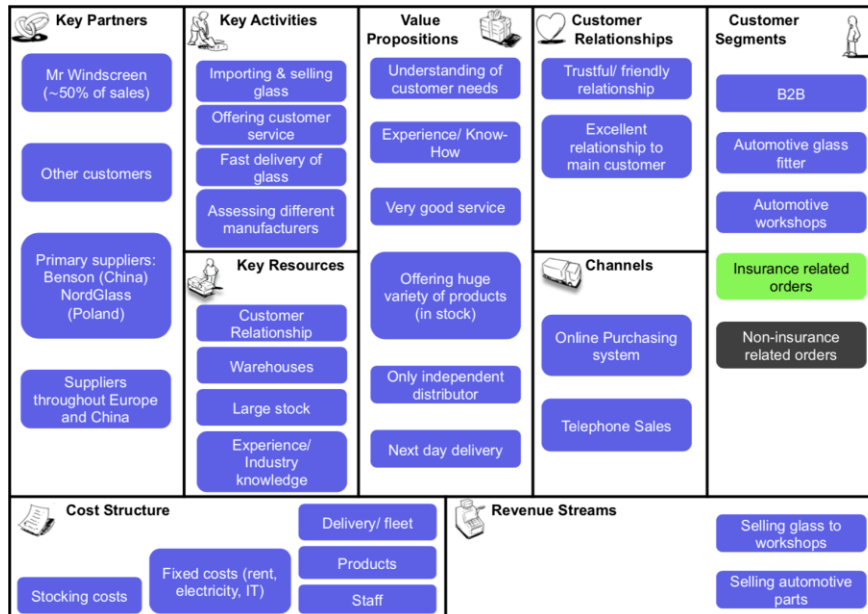 Key Partners
Mr Windscreen
(~50% of sales)
Other customers
Primary suppliers:
Benson (China)
NordGlass
(Poland)
Suppliers
throughout Europe
and China
Key Activities
Importing & selling
glass
Offering customer
service
Fast delivery of
glass
Assessing different
manufacturers
Key Resources
Customer
Relationship
Warehouses
Large stock
Experience/
Industry
knowledge
Value
Propositions
Understanding of
customer needs
Experience/ Know-
How
Very good service
Offering huge
variety of products
(in stock)
Only independent
distributor
Next day delivery
Customer
Relationships
Trustful/ friendly
relationship
Excellent
relationship to
main customer
Channels
Online Purchasing
system
Telephone Sales
Customer
Segments
B2B
Automotive glass
fitter
Automotive
workshops
Insurance related
orders
Non-insurance
related orders
Cost Structure
Stocking costs
Fixed costs (rent,
electricity, IT)
Delivery/ fleet
Products
Staff
Revenue Streams
Selling glass to
workshops
Selling automotive
parts